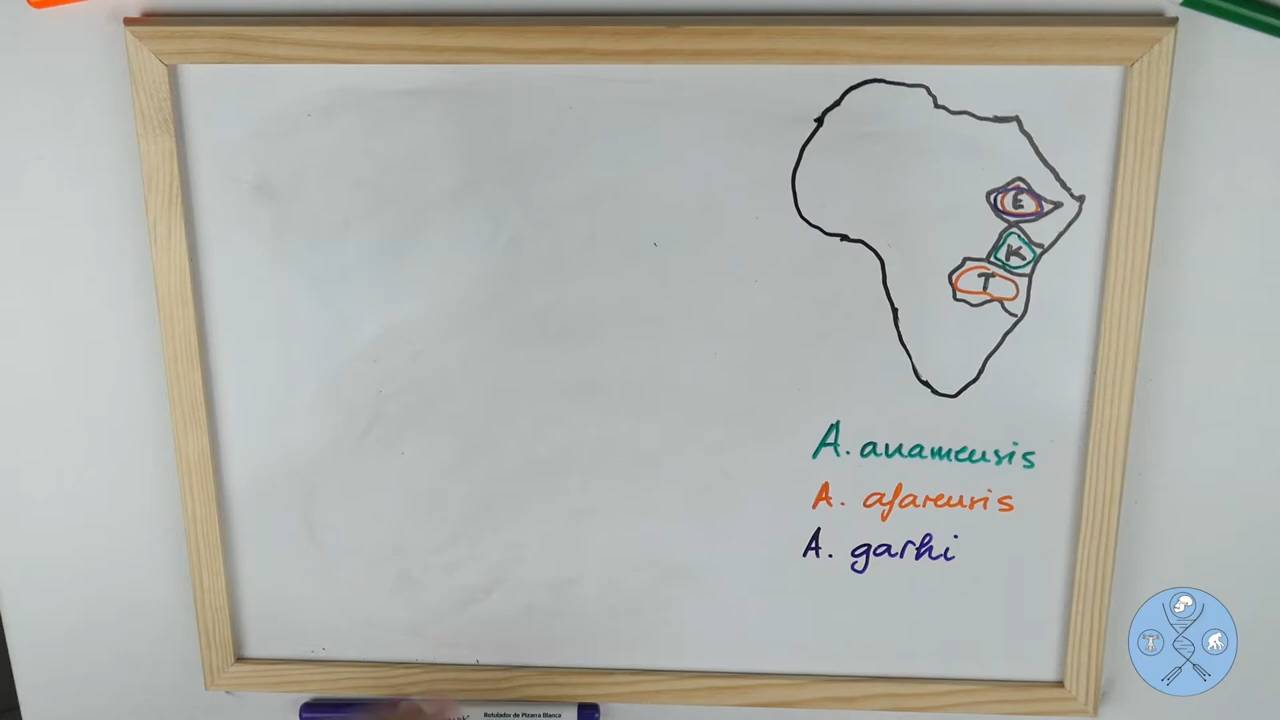 E
K
T
A. anamensis
A. afarensis
A. garhi
Rotulador de Pizarra Blanca